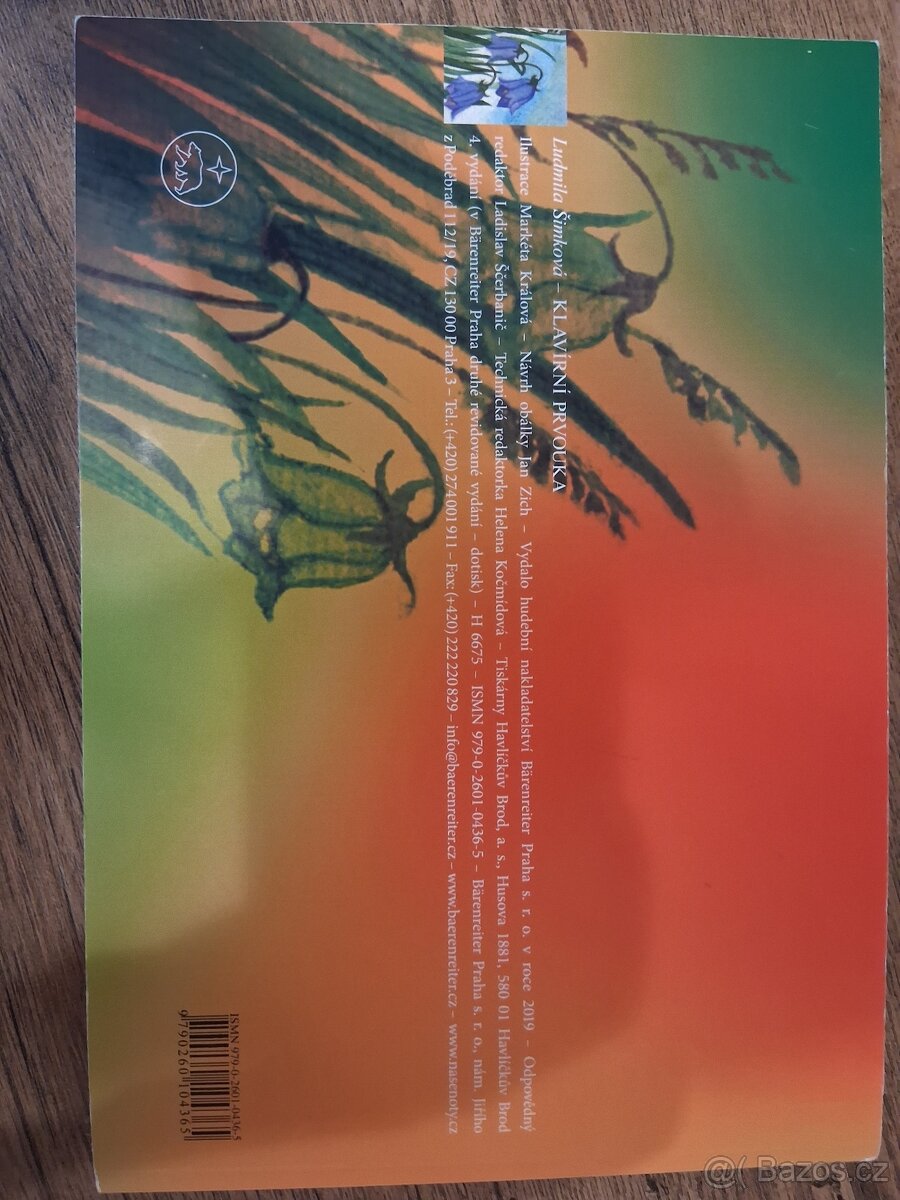 Ludmila Šimková – KLAVÍRNÍ PRVOUKA
Ilustrace Markéta Králová – Návrh obálky Jan Zich – Vydalo hudební nakladatelství Bärenreiter Praha s. r. o. v roce 2019 – Odpovědný
redaktor Ladislav Ščerbanič – Technická redaktorka Helena Kočmídová – Tiskárny Havlíčkův Brod, a. s., Husova 1881, 580 01 Havlíčkův Brod
4. vydání (v Bärenreiter Praha druhé revidované vydání – dotisk) – H 6675 – ISMN 979-0-2601-0436-5 – Bärenreiter Praha s. r. o., nám. Jiřího
z Poděbrad 112/19, CZ 130 00 Praha 3 – Tel.: (+420) 274 001 911 – Fax: (+420) 222 220 829 – info@baerenreiter.cz – www.baerenreiter.cz – www.nasenoty.cz
ISMN 979-0-2601-0436-5
9 790260 104365
@( Bazos.cz